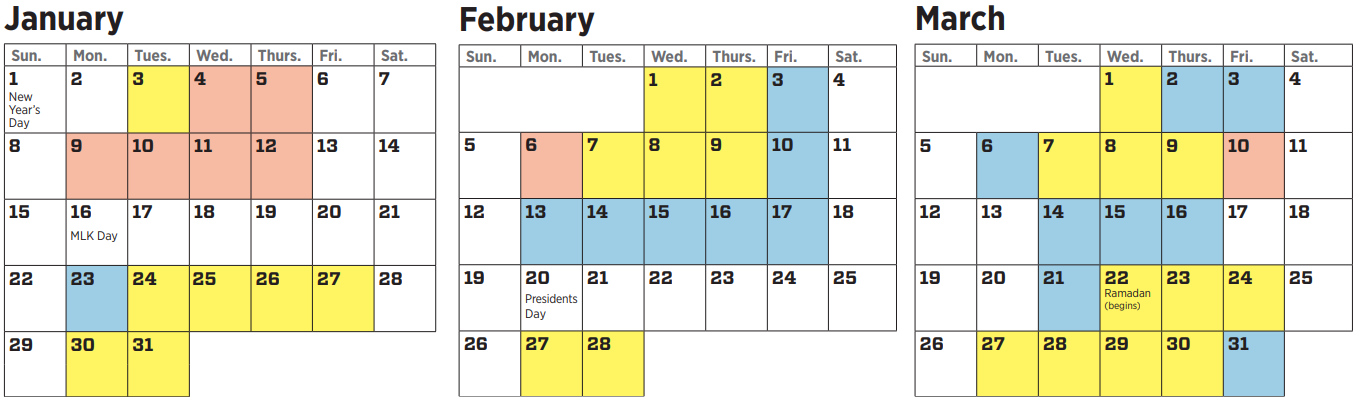 January
Sun. Mon. Tues. Wed. Thurs. Fri. Sat.
1 2 3 4 5 6 7
New
Year's
Day
8 9 10 11 12 13 14
15 16 17 18 19 20 21
MLK Day
22 23 24 25 26 27 28
29 30 31
February
Sun. Mon. Tues. Wed. Thurs. Fri. Sat.
1 2 3 4
5 6 7 8 9 10 11
12 13 14 15 16 17 18
19 20 21 22 23 24 25
Presidents
Day
26 27 28
March
Sun. Mon. Tues. Wed. Thurs. Fri. Sat.
1 2 3 4
5 6 7 8 9 10 11
12 13 14 15 16 17 18
19 20 21 22 23 24 25
Ramadan
(begins)
26 27 28 29 30 31